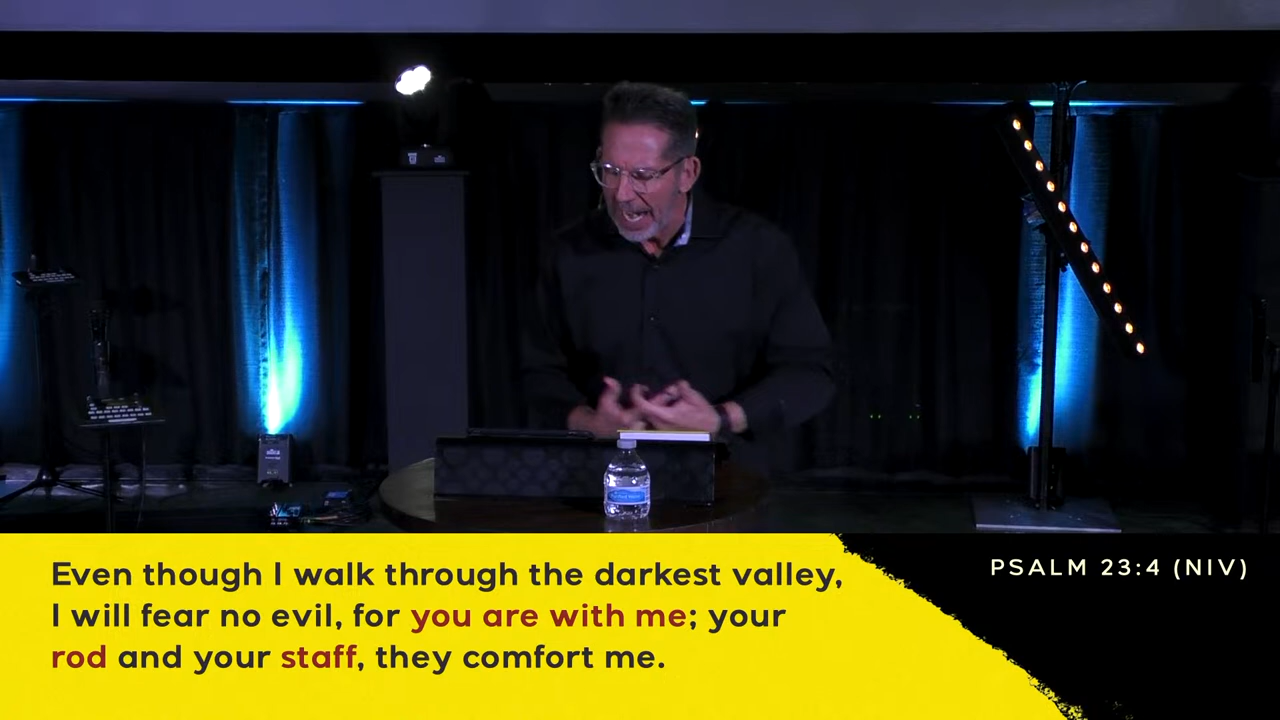 Even though I walk through the darkest valley,
I will fear no evil, for you are with me; your
rod and your staff, they comfort me.
PSALM 23:4 (NIV)